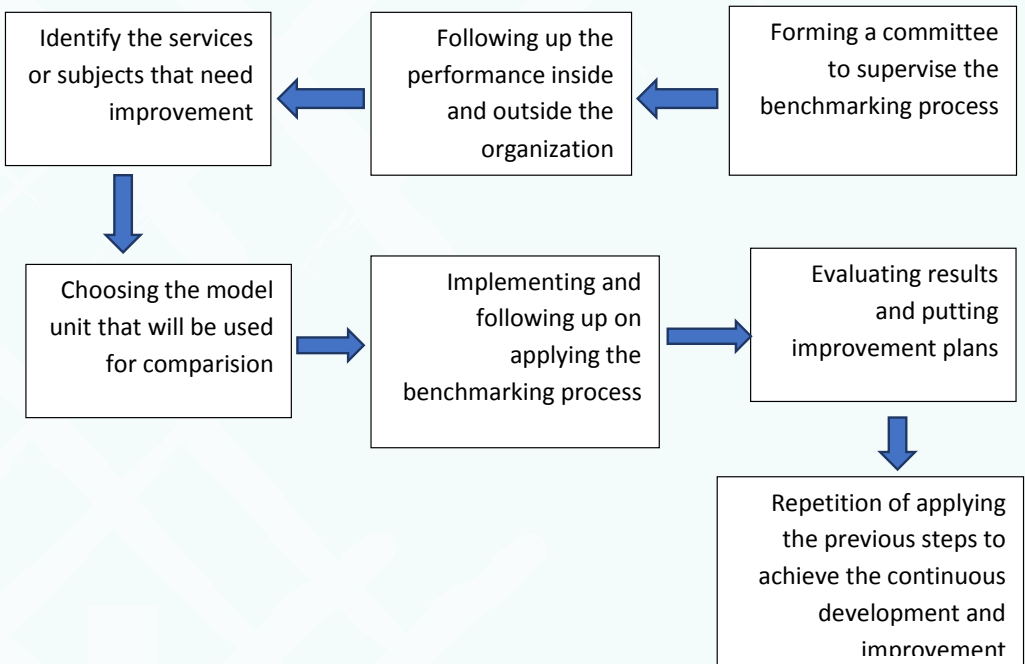 Forming a committee
to supervise the
benchmarking process
Following up the
performance inside
and outside the
organization
Identify the services
or subjects that need
improvement
Choosing the model
unit that will be used
for comparision
Implementing and
following up on
applying the
benchmarking process
Evaluating results
and putting
improvement plans
Repetition of applying
the previous steps to
achieve the continuous
development and
improvement